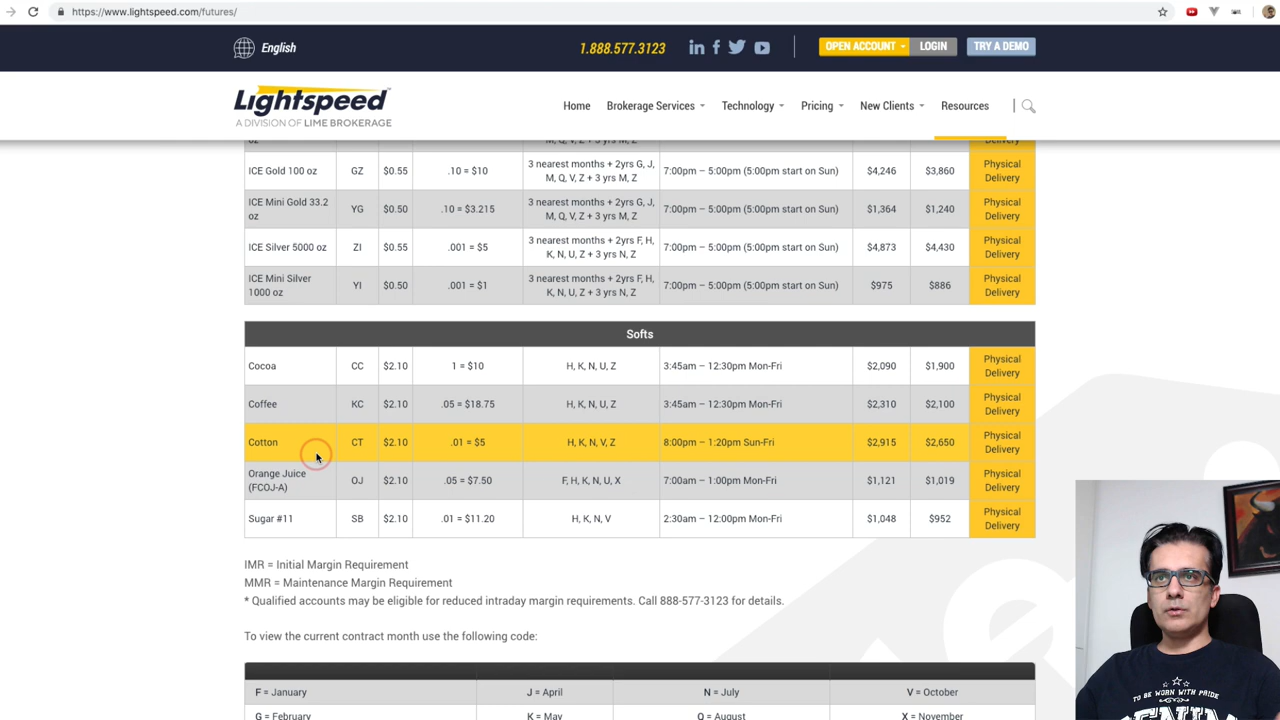 https://www.lightspeed.com/futures/
English
1.888.577.3123
OPEN ACCOUNT
LOGIN
TRY A DEMO
Lightspeed
A DIVISION OF LIME BROKERAGE
Home
Brokerage Services
Technology
Pricing
New Clients
Resources
oz M, Q, V, Z + 3 yrs M, Z Delivery
ICE Gold 100 oz GZ $0.55 .10 = $10 3 nearest months + 2yrs G, J, M, Q, V, Z + 3 yrs M, Z 7:00pm – 5:00pm (5:00pm start on Sun) $4,246 $3,860 Physical Delivery
ICE Mini Gold 33.2 oz YG $0.50 .10 = $3.215 3 nearest months + 2yrs G, J, M, Q, V, Z + 3 yrs M, Z 7:00pm – 5:00pm (5:00pm start on Sun) $1,364 $1,240 Physical Delivery
ICE Silver 5000 oz ZI $0.55 .001 = $5 3 nearest months + 2yrs F, H, K, N, U, Z + 3 yrs N, Z 7:00pm – 5:00pm (5:00pm start on Sun) $4,873 $4,430 Physical Delivery
ICE Mini Silver 1000 oz YI $0.50 .001 = $1 3 nearest months + 2yrs F, H, K, N, U, Z + 3 yrs N, Z 7:00pm – 5:00pm (5:00pm start on Sun) $975 $886 Physical Delivery
Softs
Cocoa CC $2.10 1 = $10 H, K, N, U, Z 3:45am – 12:30pm Mon-Fri $2,090 $1,900 Physical Delivery
Coffee KC $2.10 .05 = $18.75 H, K, N, U, Z 3:45am – 12:30pm Mon-Fri $2,310 $2,100 Physical Delivery
Cotton CT $2.10 .01 = $5 H, K, N, V, Z 8:00pm – 1:20pm Sun-Fri $2,915 $2,650 Physical Delivery
Orange Juice (FCOJ-A) OJ $2.10 .05 = $7.50 F, H, K, N, U, X 7:00am – 1:00pm Mon-Fri $1,121 $1,019 Physical Delivery
Sugar #11 SB $2.10 .01 = $11.20 H, K, N, V 2:30am – 12:00pm Mon-Fri $1,048 $952 Physical Delivery
IMR = Initial Margin Requirement
MMR = Maintenance Margin Requirement
* Qualified accounts may be eligible for reduced intraday margin requirements. Call 888-577-3123 for details.
To view the current contract month use the following code:
F = January J = April N = July V = October
G = February K = May Q = August X = November
TO BE WORN WITH PRIDE